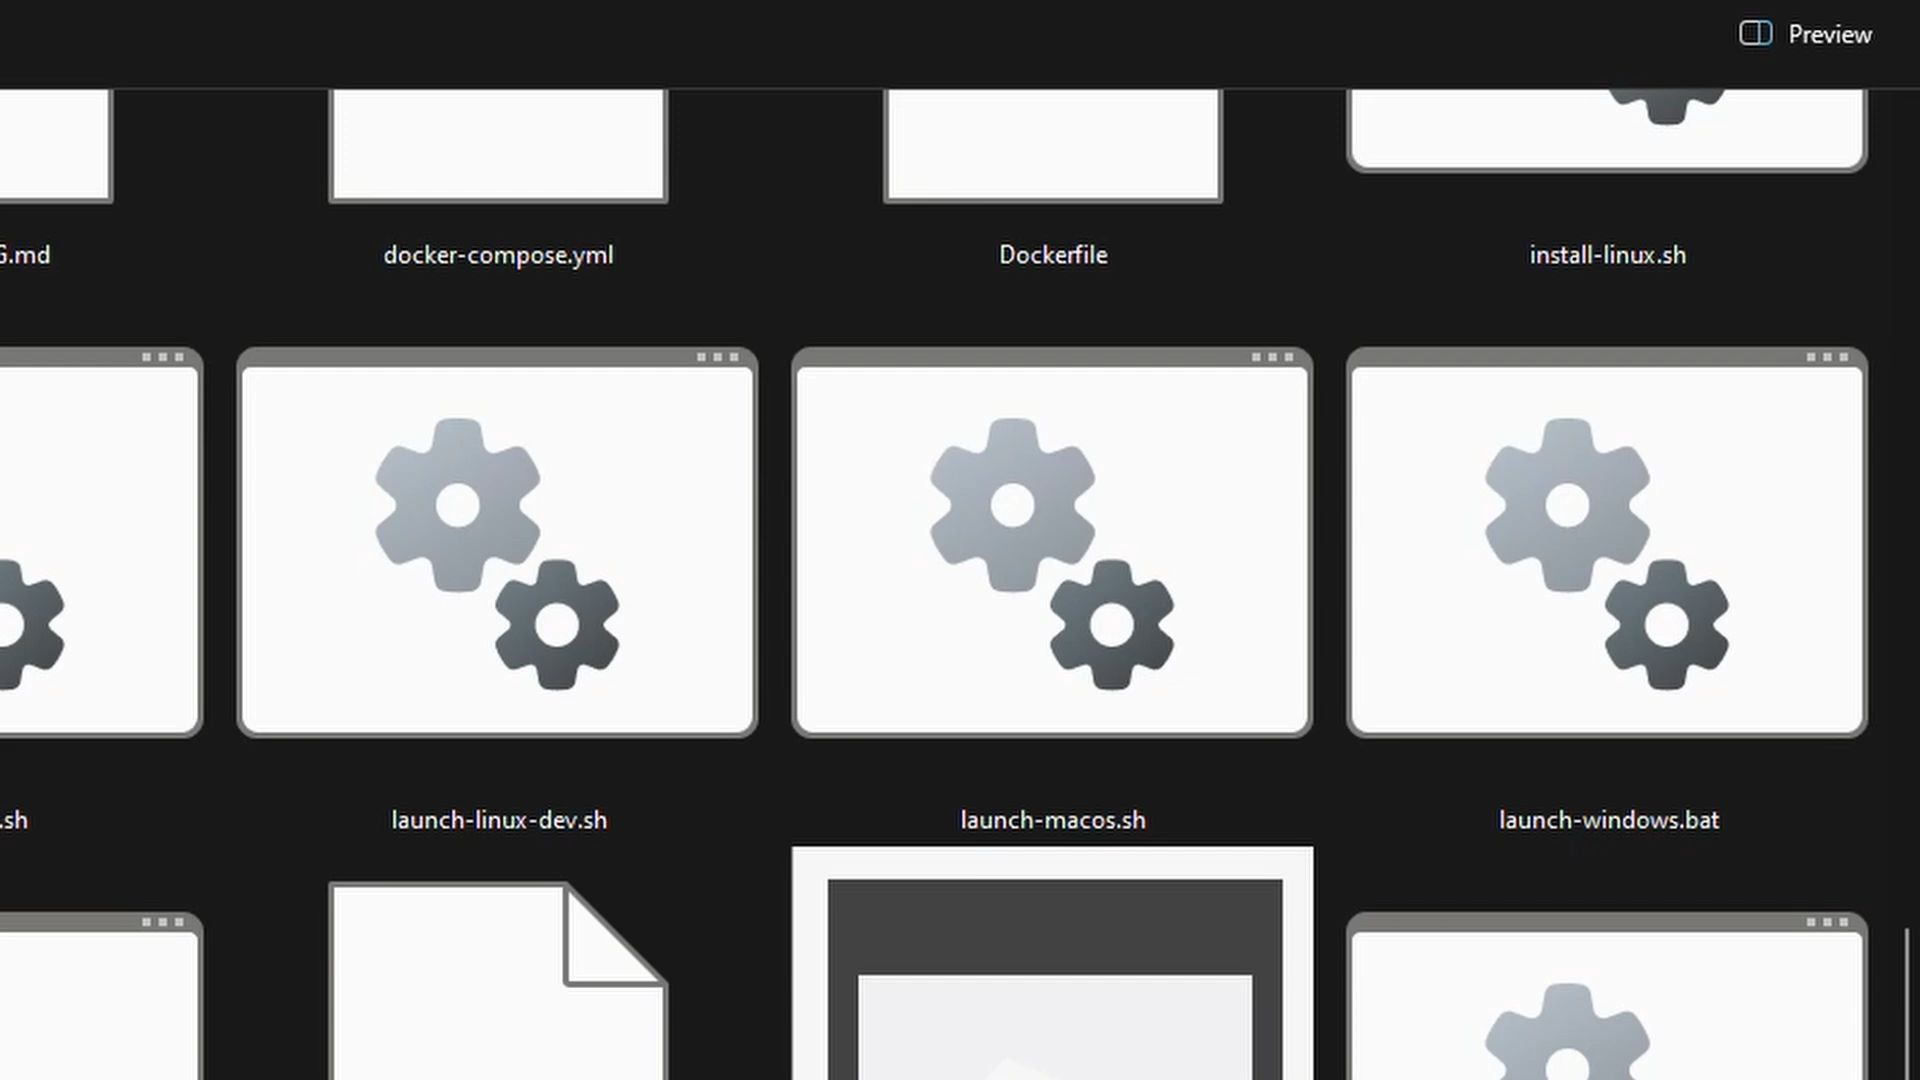 Preview
.md
docker-compose.yml
Dockerfile
install-linux.sh
.sh
launch-linux-dev.sh
launch-macos.sh
launch-windows.bat